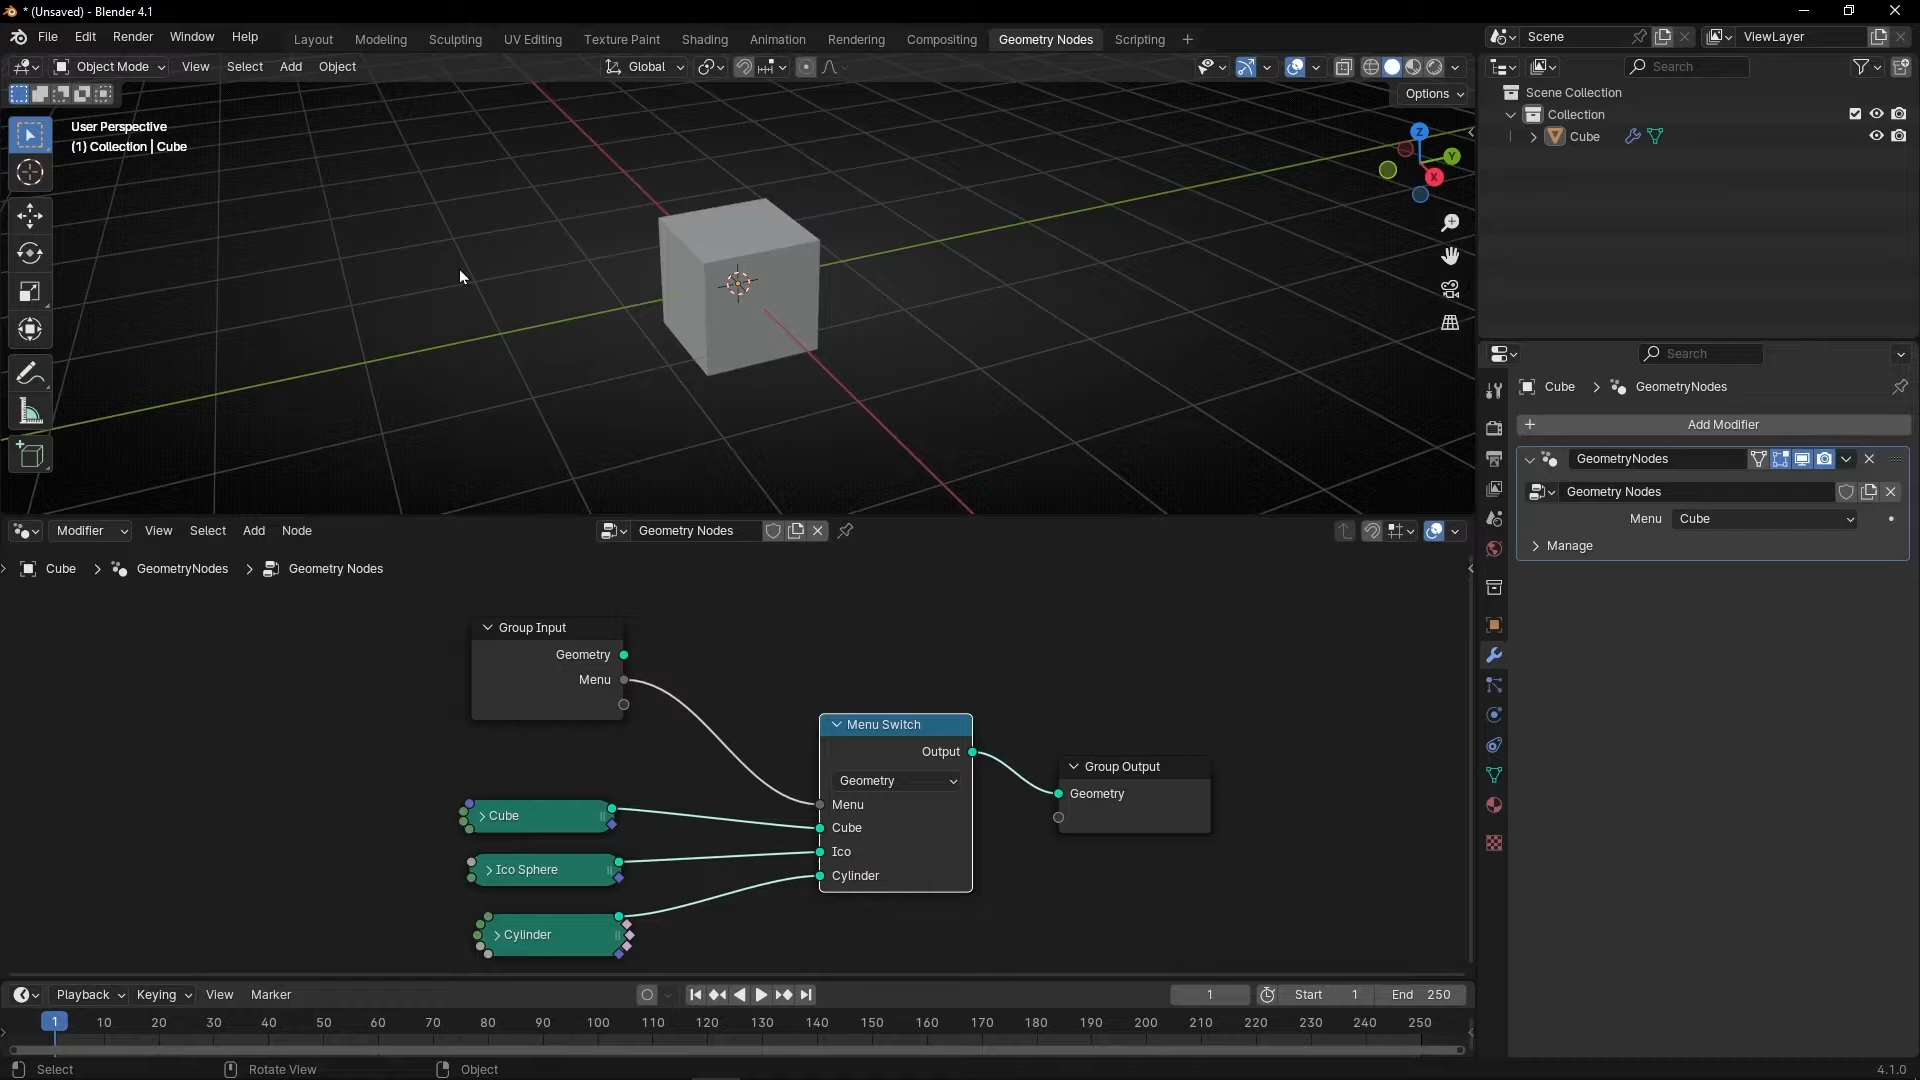 * (Unsaved) - Blender 4.1
File Edit Render Window Help Layout Modeling Sculpting UV Editing Texture Paint Shading Animation Rendering Compositing Geometry Nodes Scripting + Scene ViewLayer
Object Mode View Select Add Object Global Search
Options
User Perspective
(1) Collection | Cube
Z
Y
X
Scene Collection
Collection
Cube
Search
Cube > GeometryNodes
+ Add Modifier
GeometryNodes
Geometry Nodes
Menu Cube
Manage
Modifier View Select Add Node Geometry Nodes
Cube > GeometryNodes > Geometry Nodes
Group Input
Geometry
Menu
Menu Switch
Output
Geometry
Menu
Cube
Ico
Cylinder
Group Output
Geometry
Cube
Ico Sphere
Cylinder
Playback Keying View Marker 1 Start 1 End 250
1 10 20 30 40 50 60 70 80 90 100 110 120 130 140 150 160 170 180 190 200 210 220 230 240 250
Select Rotate View Object 4.1.0